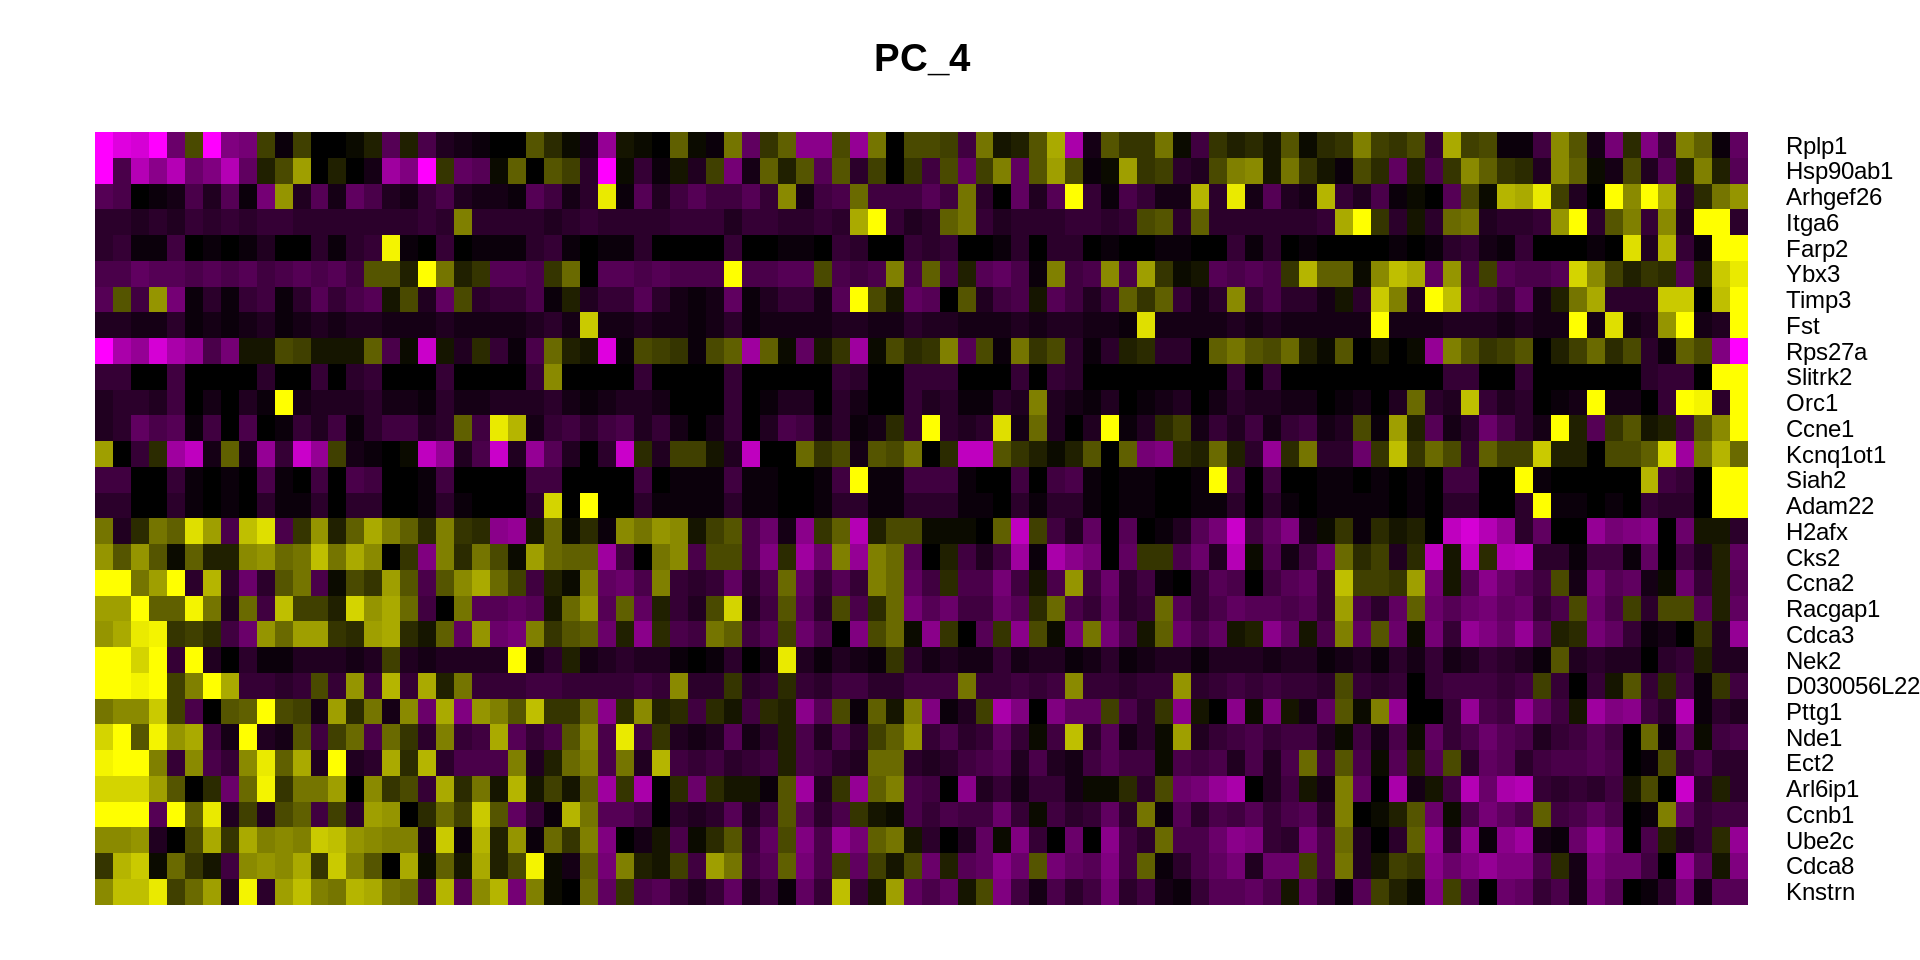 PC_4
Rplp1
Hsp90ab1
Arhgef26
Itga6
Farp2
Ybx3
Timp3
Fst
Rps27a
Slitrk2
Orc1
Ccne1
Kcnq1ot1
Siah2
Adam22
H2afx
Cks2
Ccna2
Racgap1
Cdca3
Nek2
D030056L22
Pttg1
Nde1
Ect2
Arl6ip1
Ccnb1
Ube2c
Cdca8
Knstrn